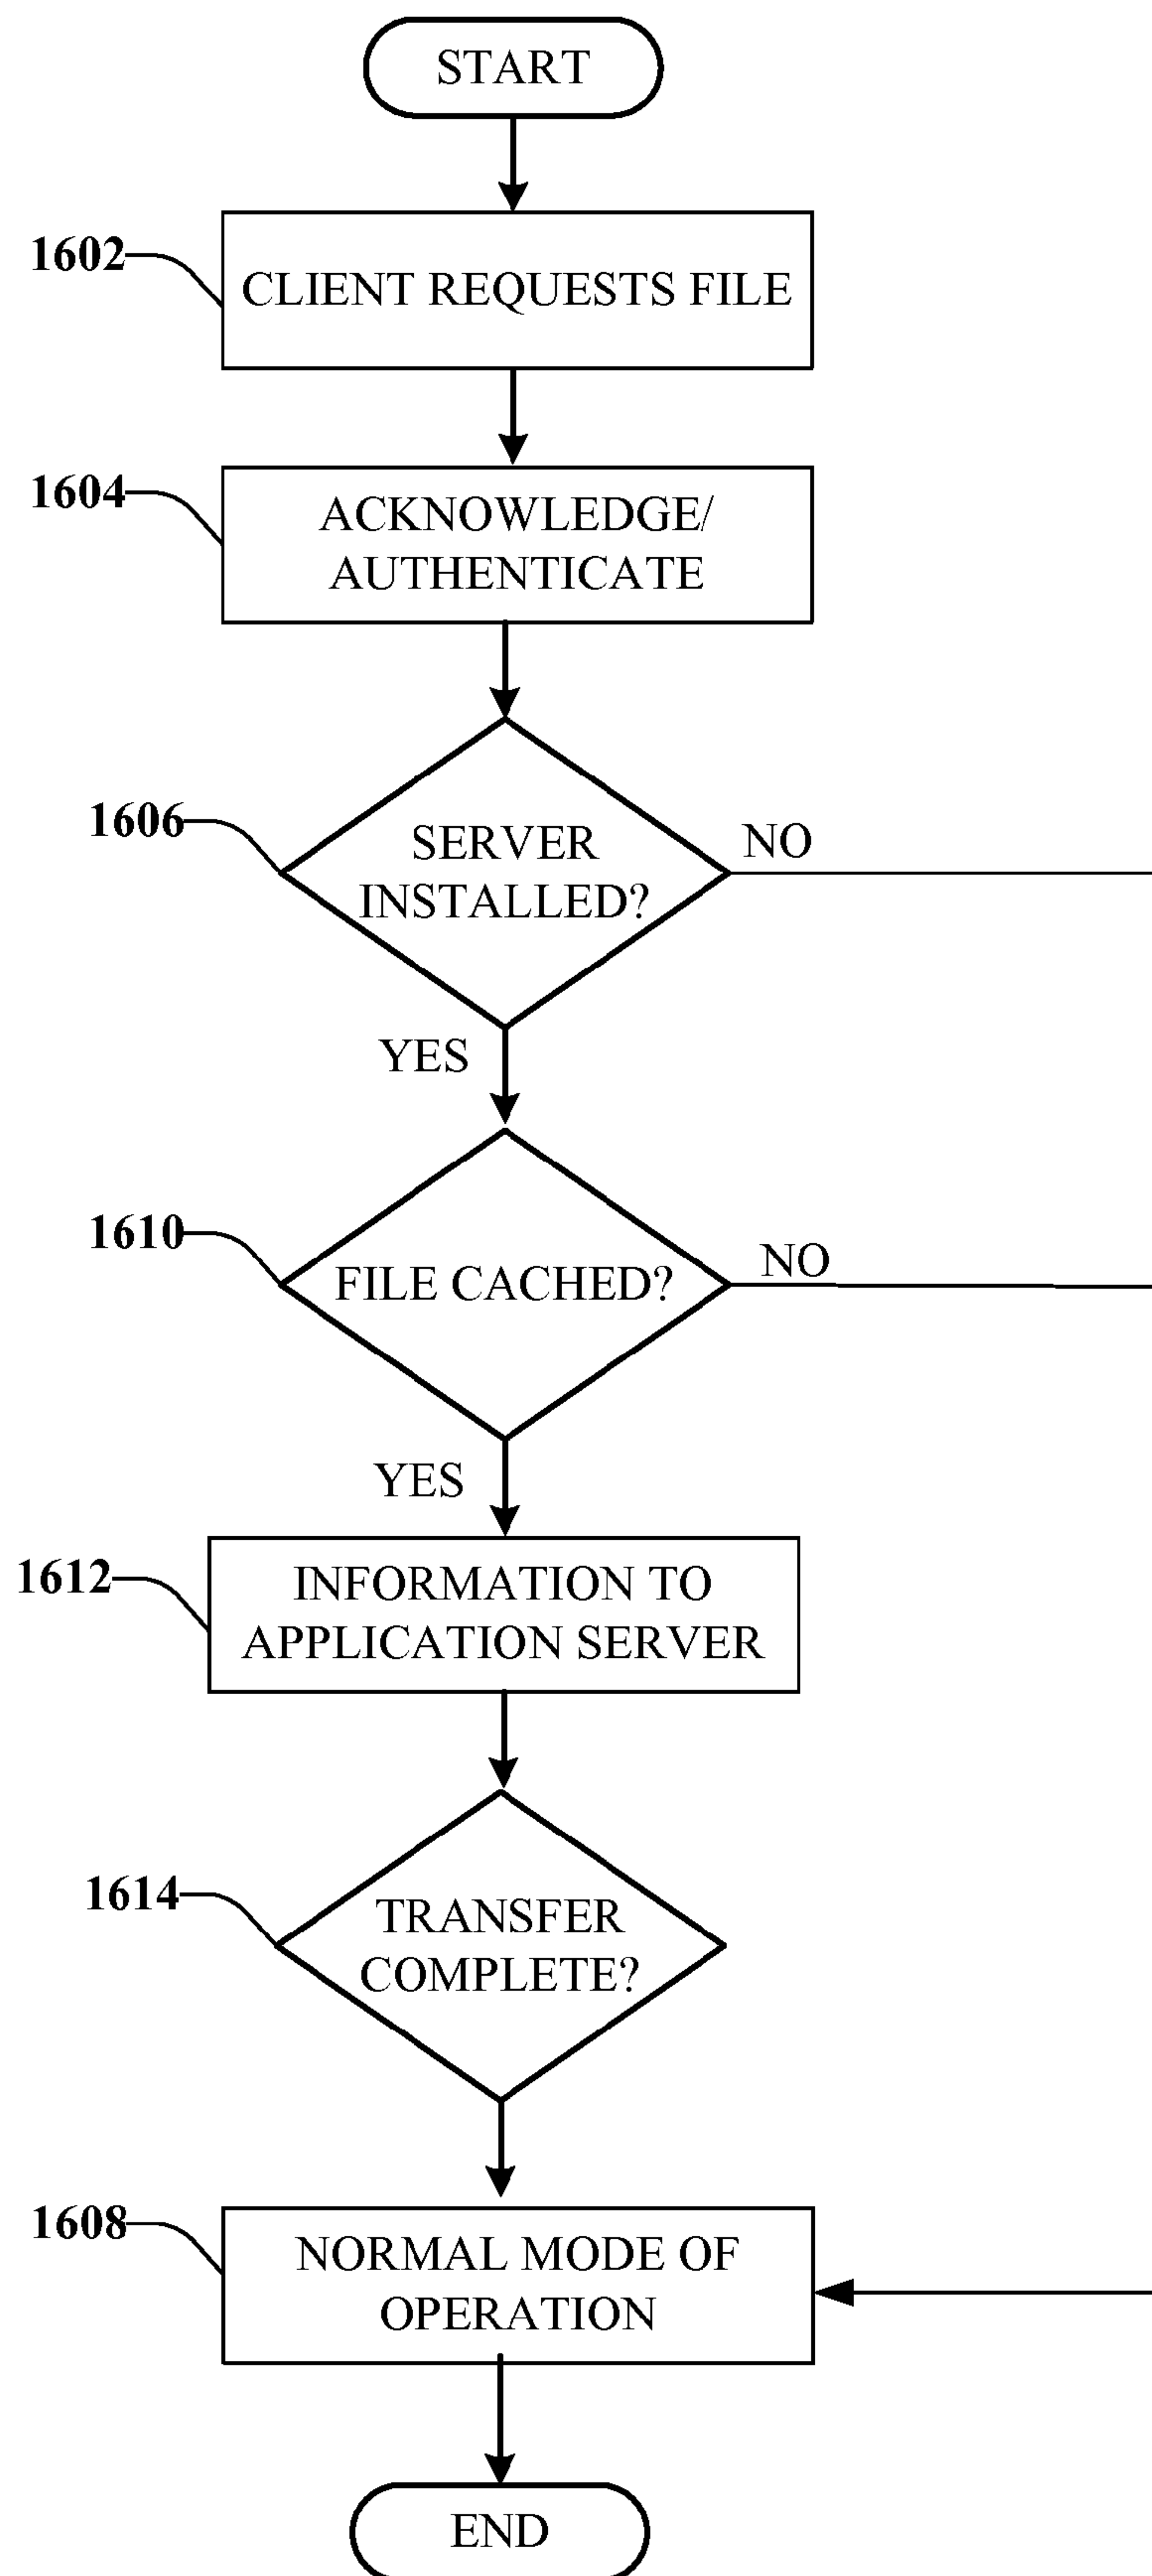 START
1602
CLIENT REQUESTS FILE
1604
ACKNOWLEDGE/
AUTHENTICATE
1606
SERVER
INSTALLED?
NO
YES
1610
FILE CACHED?
NO
YES
1612
INFORMATION TO
APPLICATION SERVER
1614
TRANSFER
COMPLETE?
1608
NORMAL MODE OF
OPERATION
END